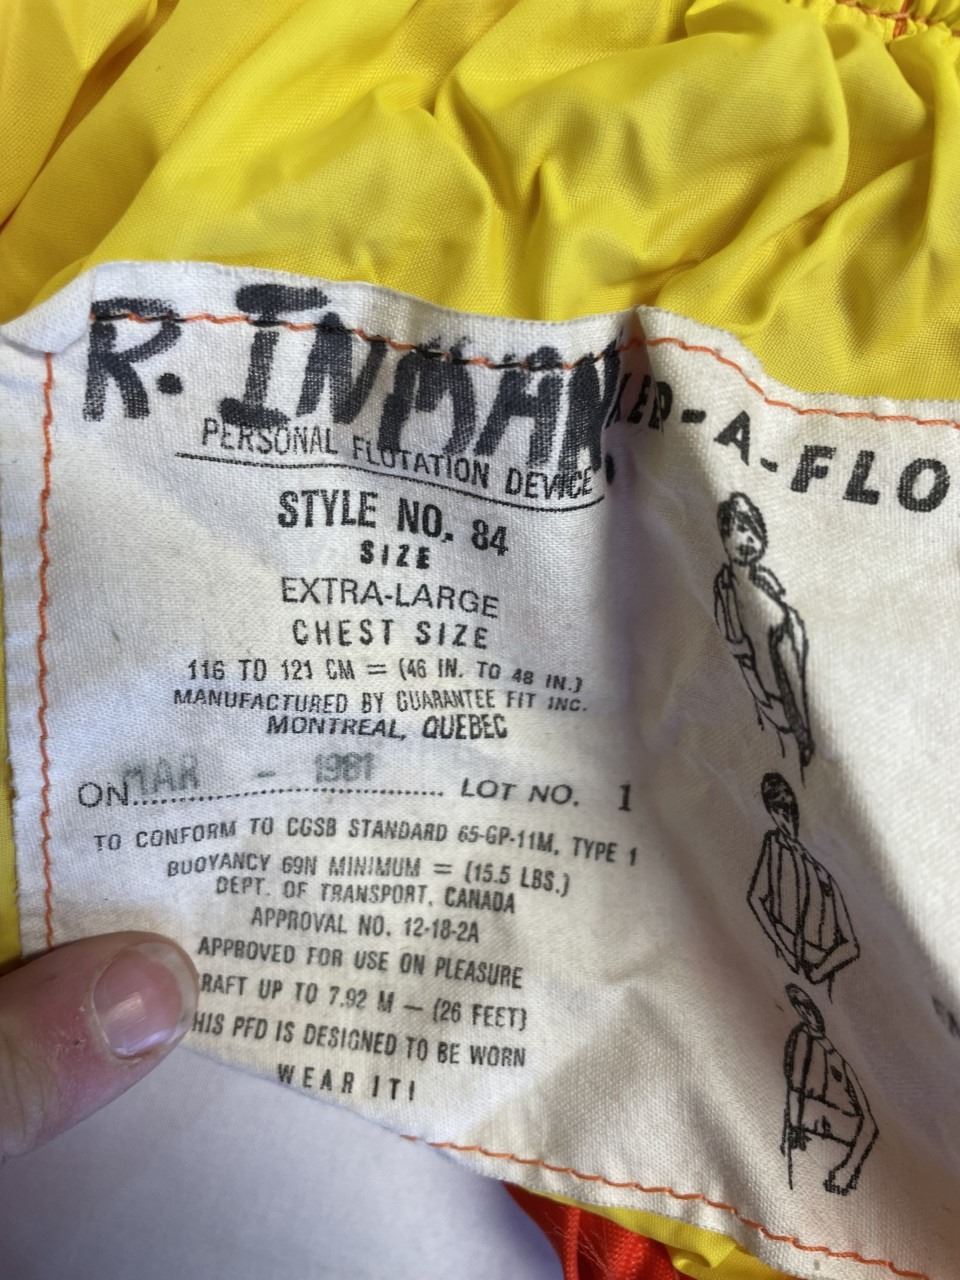 R. INMAN.
KER-A-FLO
PERSONAL FLOTATION DEVICE
STYLE NO. 84
SIZE
EXTRA-LARGE
CHEST SIZE
116 TO 121 CM = (46 IN. TO 48 IN.)
MANUFACTURED BY GUARANTEE FIT INC.
MONTREAL, QUEBEC
ON MAR - 1981 LOT NO. 1
TO CONFORM TO CGSB STANDARD 65-GP-11M, TYPE 1
BUOYANCY 69N MINIMUM = (15.5 LBS.)
DEPT. OF TRANSPORT, CANADA
APPROVAL NO. 12-18-2A
APPROVED FOR USE ON PLEASURE
RAFT UP TO 7.92 M — (26 FEET)
HIS PFD IS DESIGNED TO BE WORN
WEAR IT!